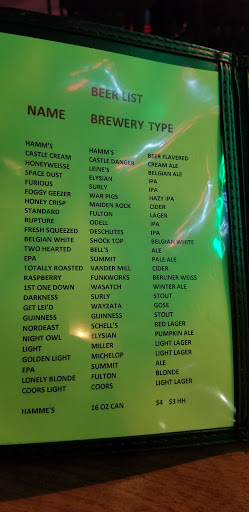 BEER LIST
NAME BREWERY TYPE
HAMM'S HAMM'S BEER FLAVORED
CASTLE CREAM CASTLE DANGER CREAM ALE
HONEYWEISSE LEINE'S BELGIAN ALE
SPACE DUST ELYSIAN IPA
FURIOUS SURLY IPA
FOGGY GEEZER WAR PIGS HAZY IPA
HONEY CRISP MAIDEN ROCK CIDER
STANDARD FULTON LAGER
RUPTURE ODELL IPA
FRESH SQUEEZED DESCHUTES IPA
BELGIAN WHITE SHOCK TOP BELGIAN WHITE
TWO HEARTED BELL'S ALE
EPA SUMMIT PALE ALE
TOTALLY ROASTED VANDER MILL CIDER
RASPBERRY FUNKWORKS BERLINER WEISS
1ST ONE DOWN WASATCH WINTER ALE
DARKNESS SURLY STOUT
GET LEI'D WAYZATA GOSE
GUINNESS GUINNESS STOUT
NORDEAST SCHELL'S RED LAGER
NIGHT OWL ELYSIAN PUMPKIN ALE
LIGHT MILLER LIGHT LAGER
GOLDEN LIGHT MICHELOP LIGHT LAGER
EPA SUMMIT ALE
LONELY BLONDE FULTON BLONDE
COORS LIGHT COORS LIGHT LAGER
HAMME'S 16 OZ CAN $4 $3 HH